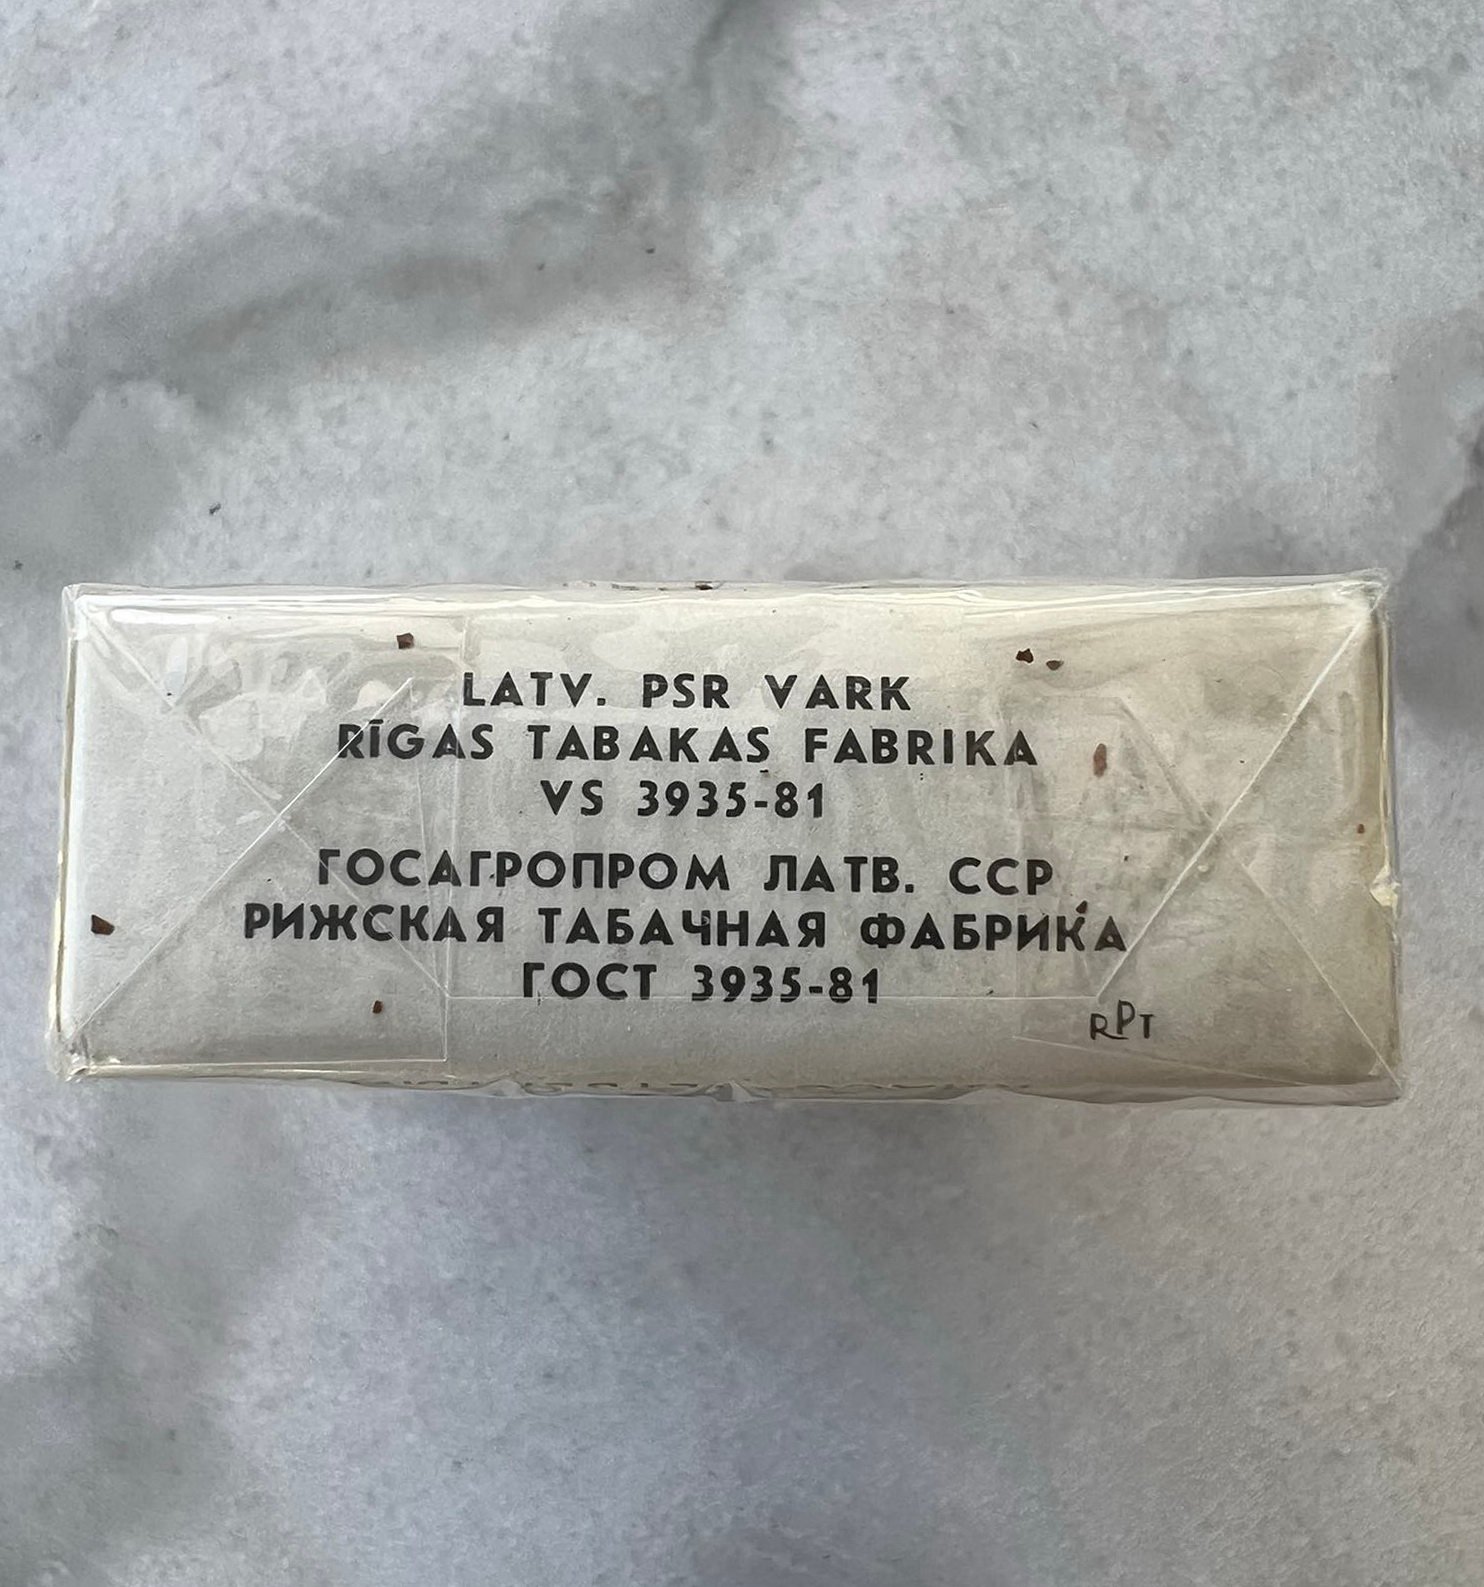 LATV. PSR VARK
RĪGAS TABAKAS FABRIKA
VS 3935-81
ГОСАГРОПРОМ ЛАТВ. ССР
РИЖСКАЯ ТАБАЧНАЯ ФАБРИКА
ГОСТ 3935-81
RPT